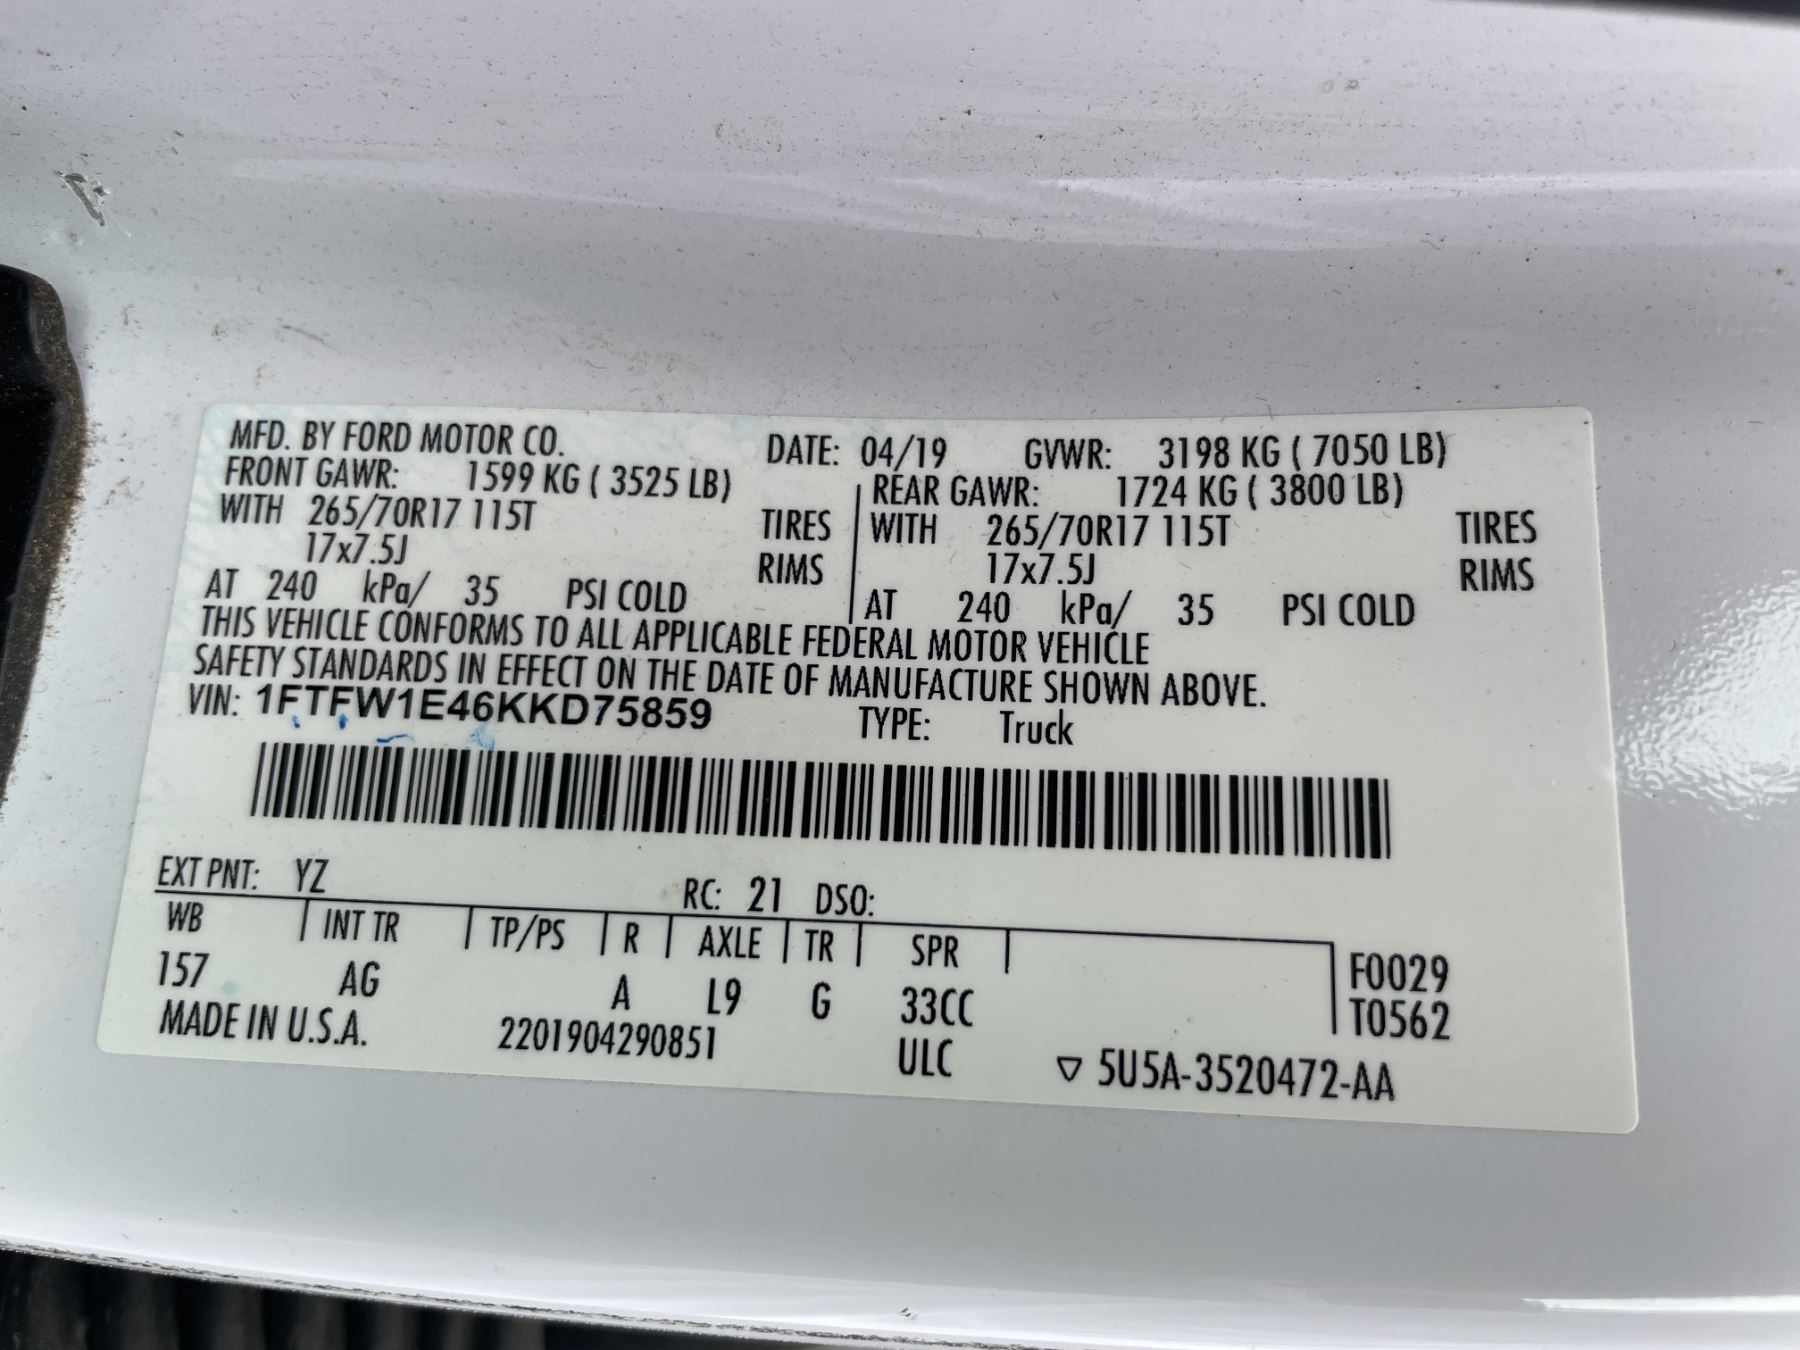 MFD. BY FORD MOTOR CO. DATE: 04/19 GVWR: 3198 KG ( 7050 LB)
FRONT GAWR: 1599 KG ( 3525 LB) REAR GAWR: 1724 KG ( 3800 LB)
WITH 265/70R17 115T TIRES WITH 265/70R17 115T TIRES
17x7.5J RIMS 17x7.5J RIMS
AT 240 kPa/ 35 PSI COLD AT 240 kPa/ 35 PSI COLD
THIS VEHICLE CONFORMS TO ALL APPLICABLE FEDERAL MOTOR VEHICLE
SAFETY STANDARDS IN EFFECT ON THE DATE OF MANUFACTURE SHOWN ABOVE.
VIN: 1FTFW1E46KKD75859 TYPE: Truck
EXT PNT: YZ RC: 21 DSO:
WB INT TR TP/PS R AXLE TR SPR F0029
157 AG A L9 G 33CC T0562
MADE IN U.S.A. 2201904290851 ULC ▽ 5U5A-3520472-AA